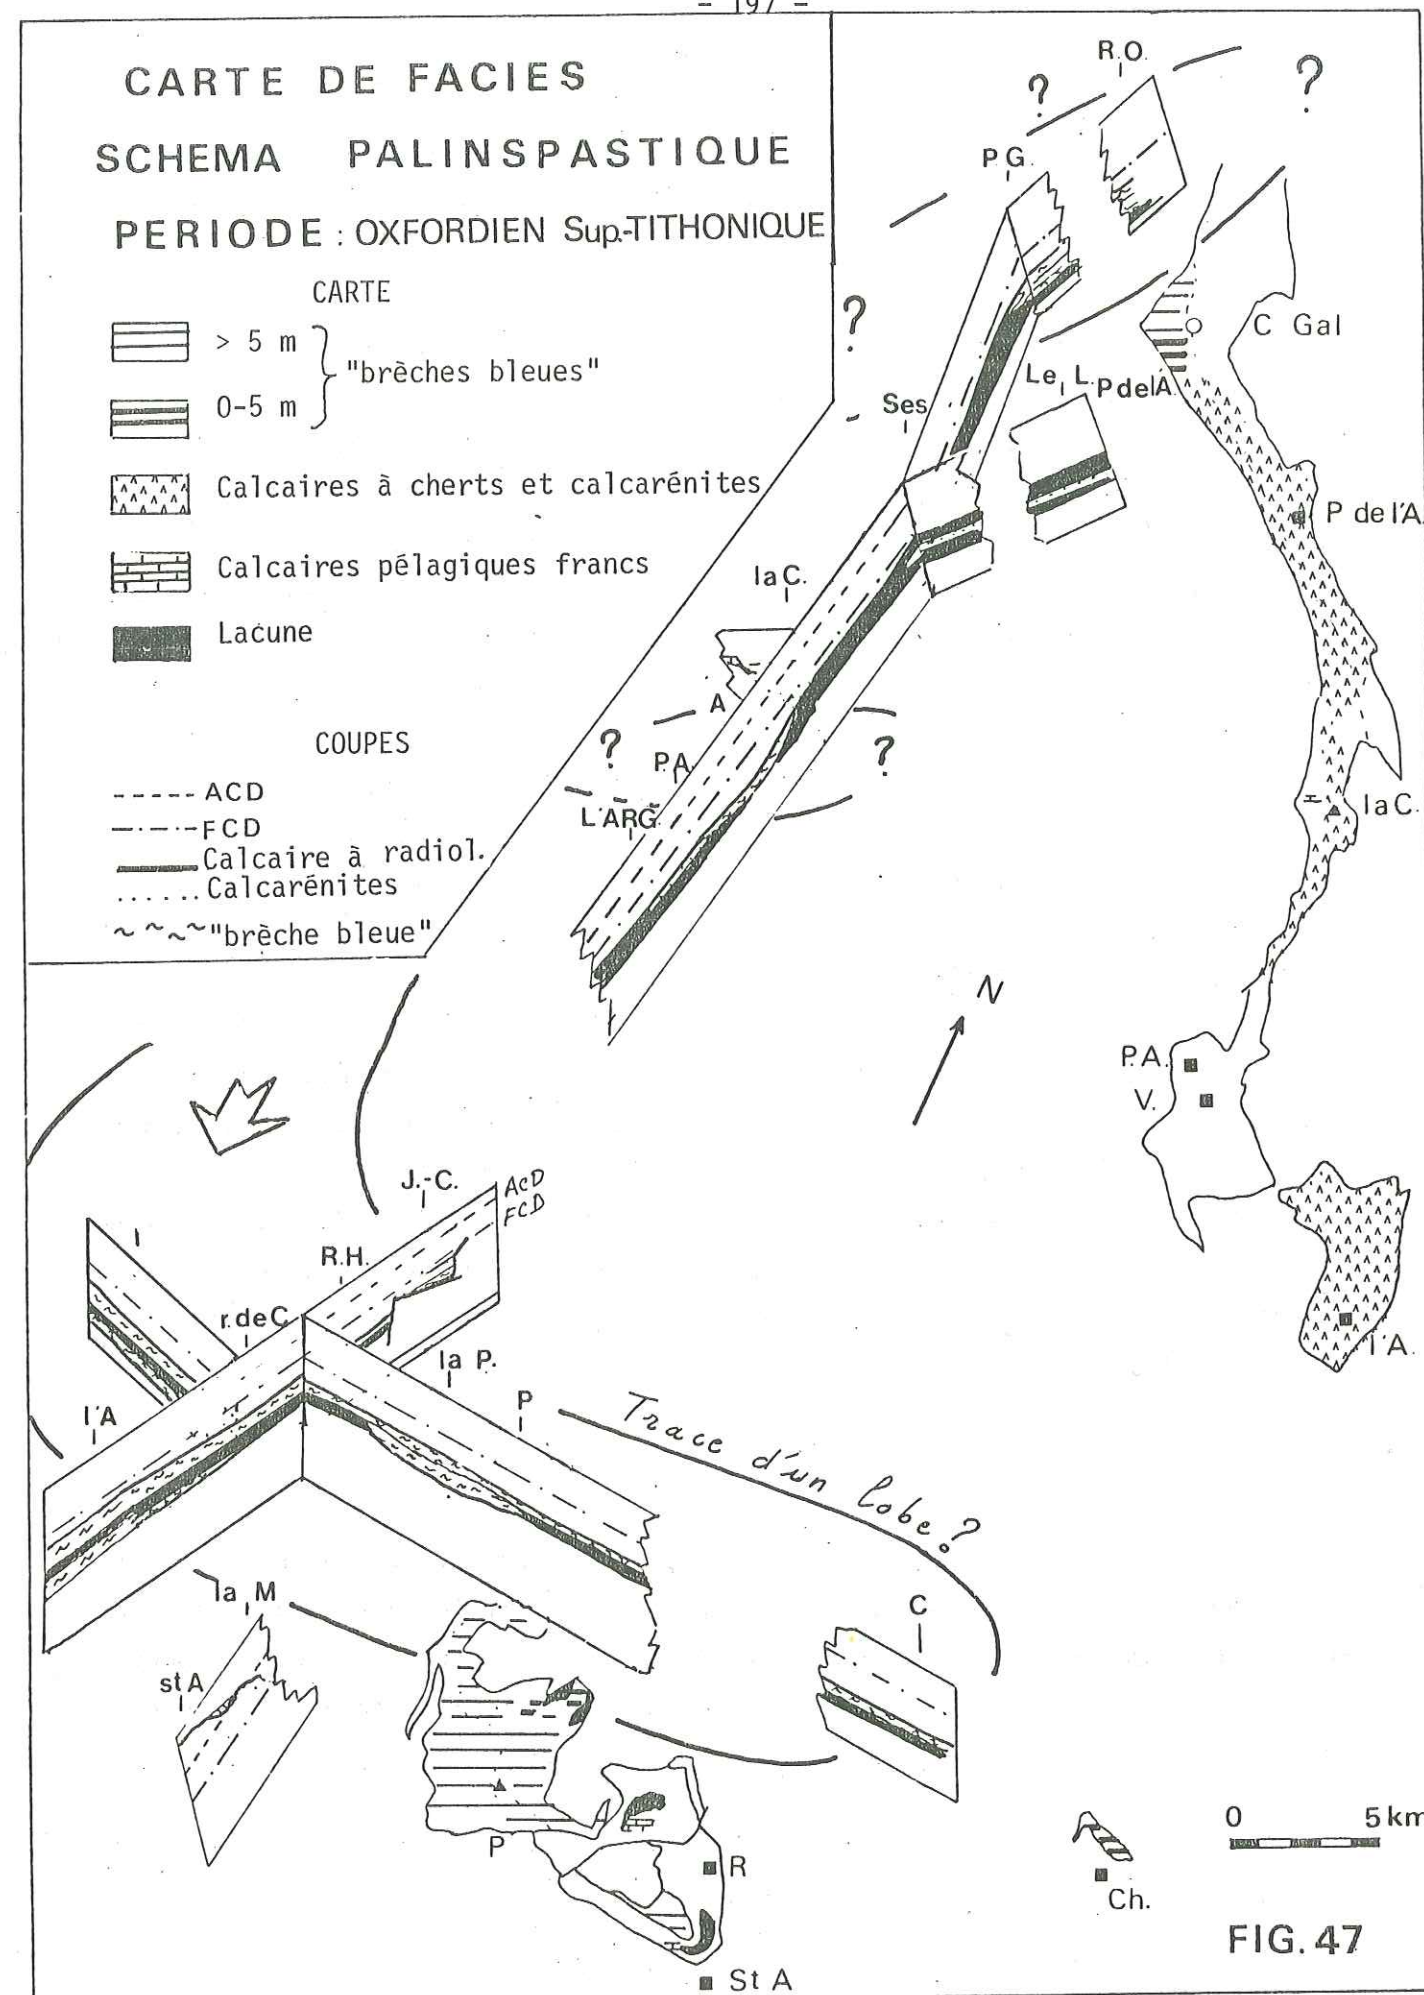 - 197 -
CARTE DE FACIES
SCHEMA PALINSPASTIQUE
PERIODE : OXFORDIEN Sup.-TITHONIQUE
CARTE
> 5 m
0-5 m
"brèches bleues"
Calcaires à cherts et calcarénites
Calcaires pélagiques francs
Lacune
COUPES
ACD
FCD
Calcaire à radiol.
Calcarénites
"brèche bleue"
R.O.
?
?
P.G.
?
C Gal
Le L.
P de l'A.
Ses
P de l'A.
la C.
A
?
P.A.
?
L'ARG.
la C.
N
P.A.
V.
J.-C.
ACD
FCD
I
R.H.
r. de C.
la P.
P
l'A
l'A.
Trace d'un lobe ?
la M
C
st A
P
R
Ch.
St A
0 5 km
FIG. 47